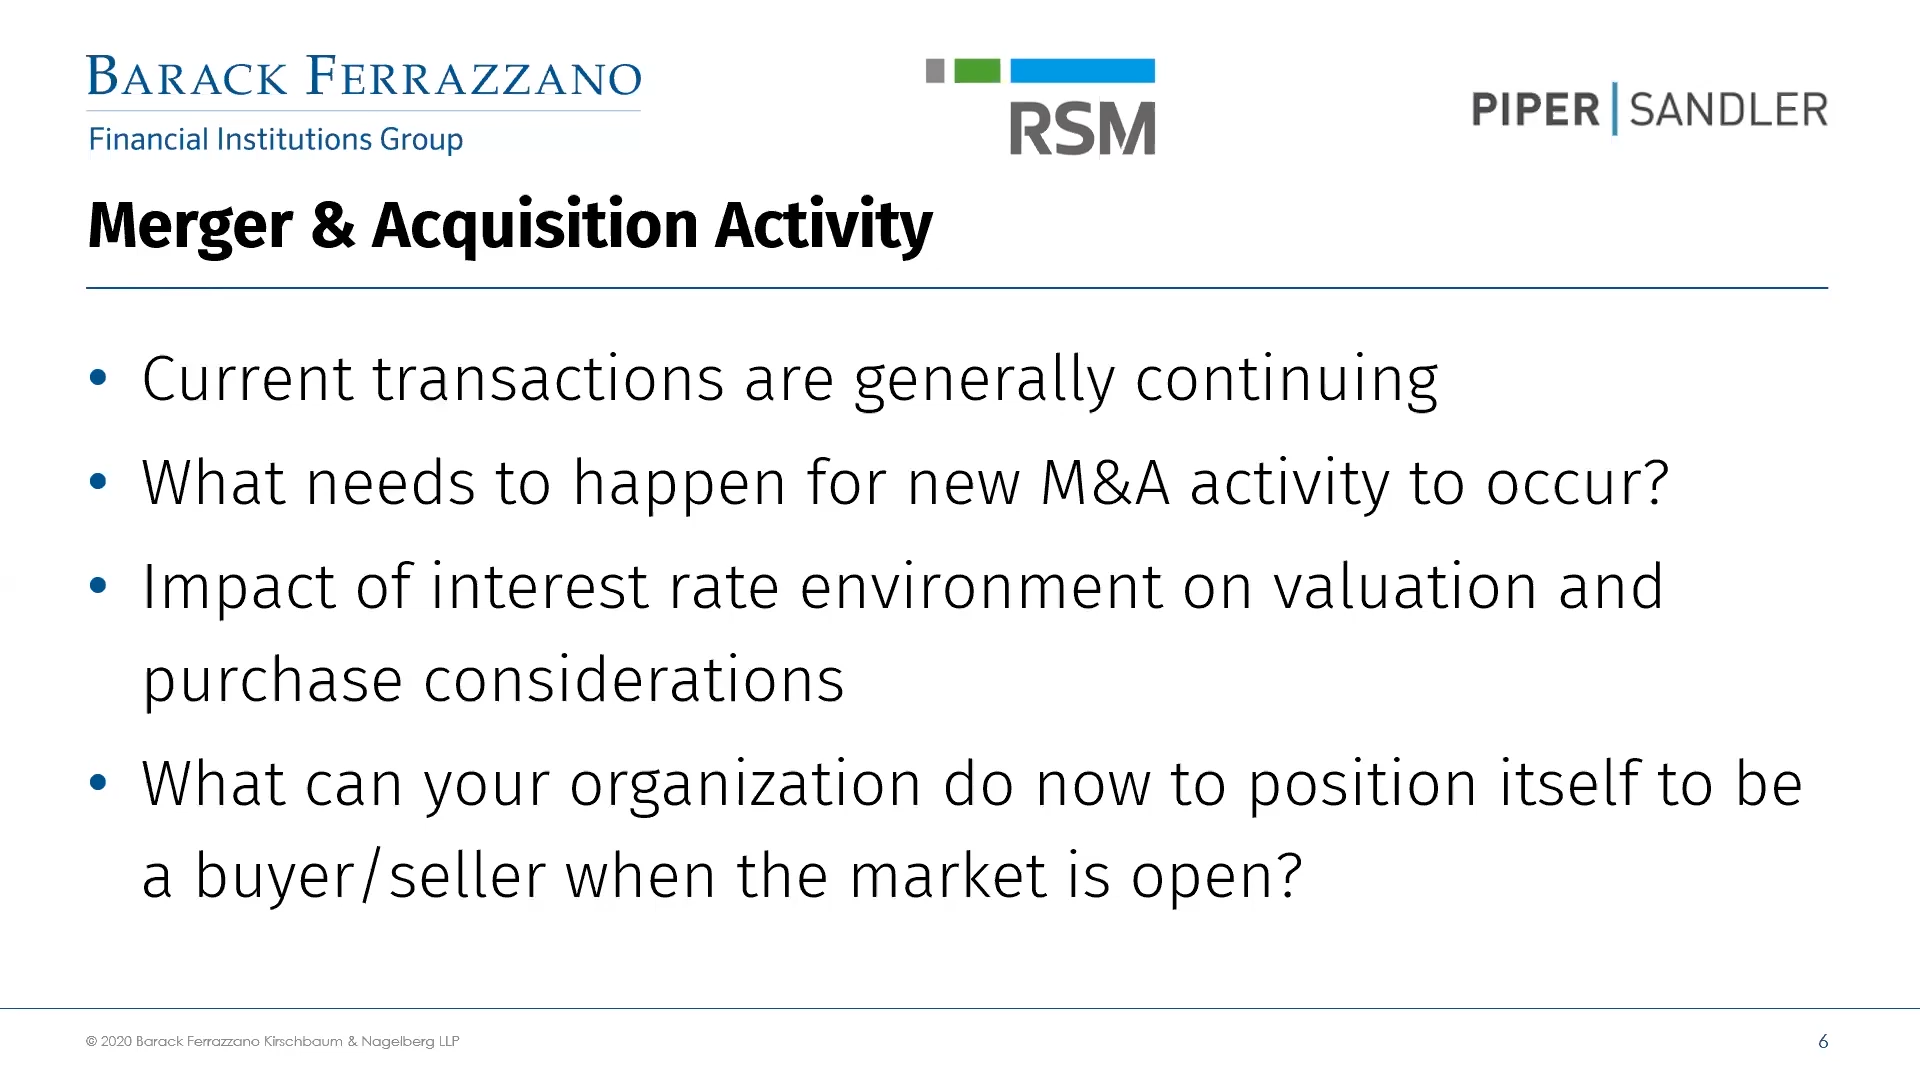 BARACK FERRAZZANO
Financial Institutions Group
RSM
PIPER | SANDLER
Merger & Acquisition Activity
• Current transactions are generally continuing
• What needs to happen for new M&A activity to occur?
• Impact of interest rate environment on valuation and
purchase considerations
• What can your organization do now to position itself to be
a buyer/seller when the market is open?
© 2020 Barack Ferrazzano Kirschbaum & Nagelberg LLP
6